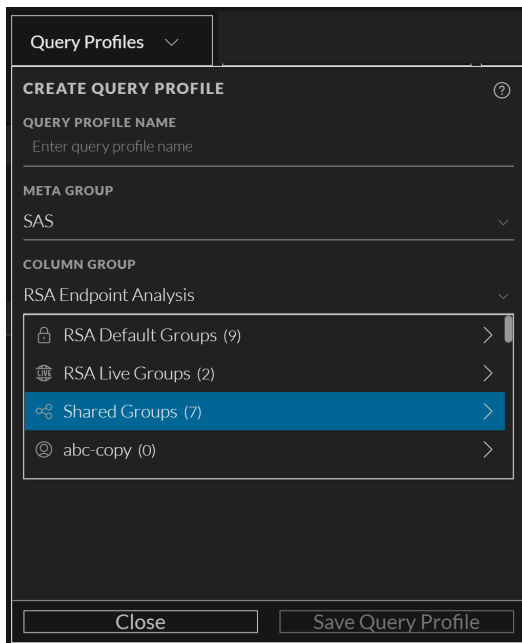 Query Profiles
CREATE QUERY PROFILE
?
QUERY PROFILE NAME
Enter query profile name
META GROUP
SAS
COLUMN GROUP
RSA Endpoint Analysis
RSA Default Groups (9)
LIVE RSA Live Groups (2)
Shared Groups (7)
abc-copy (0)
Close
Save Query Profile